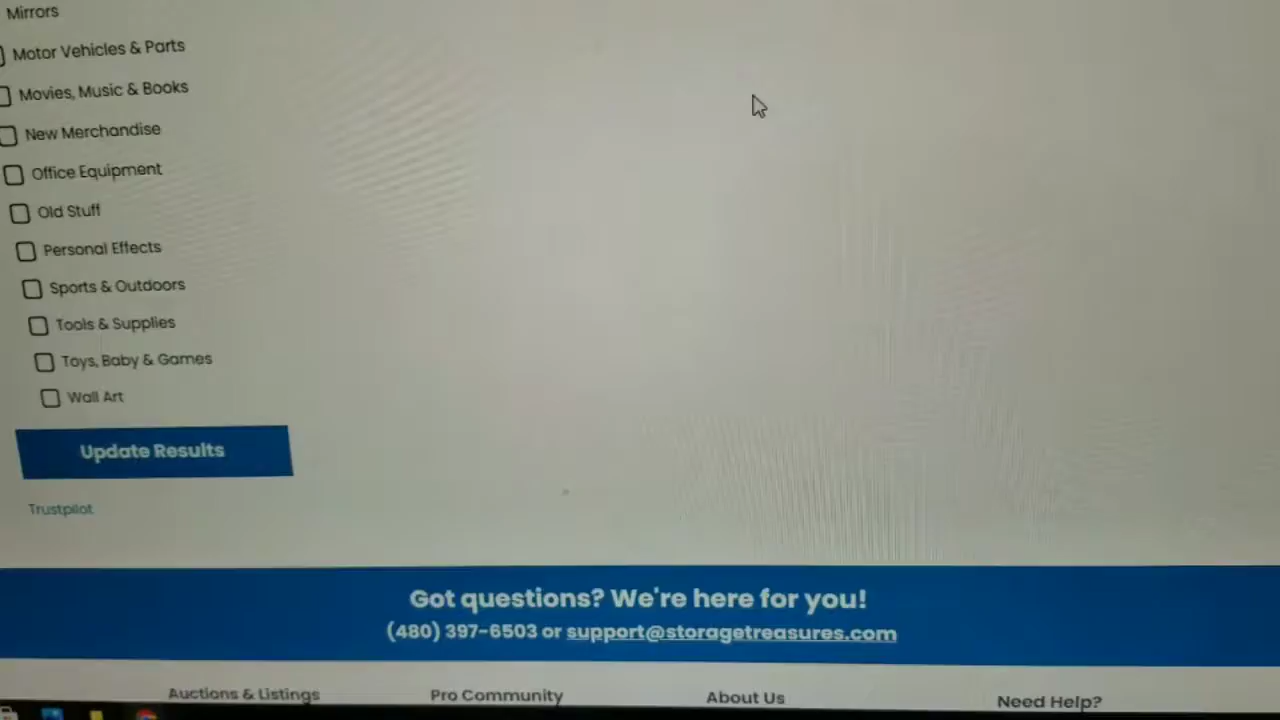 Mirrors
Motor Vehicles & Parts
Movies, Music & Books
New Merchandise
Office Equipment
Old Stuff
Personal Effects
Sports & Outdoors
Tools & Supplies
Toys, Baby & Games
Wall Art
Update Results
Trustpilot
Got questions? We're here for you!
(480) 397-6503 or support@storagetreasures.com
Auctions & Listings
Pro Community
About Us
Need Help?